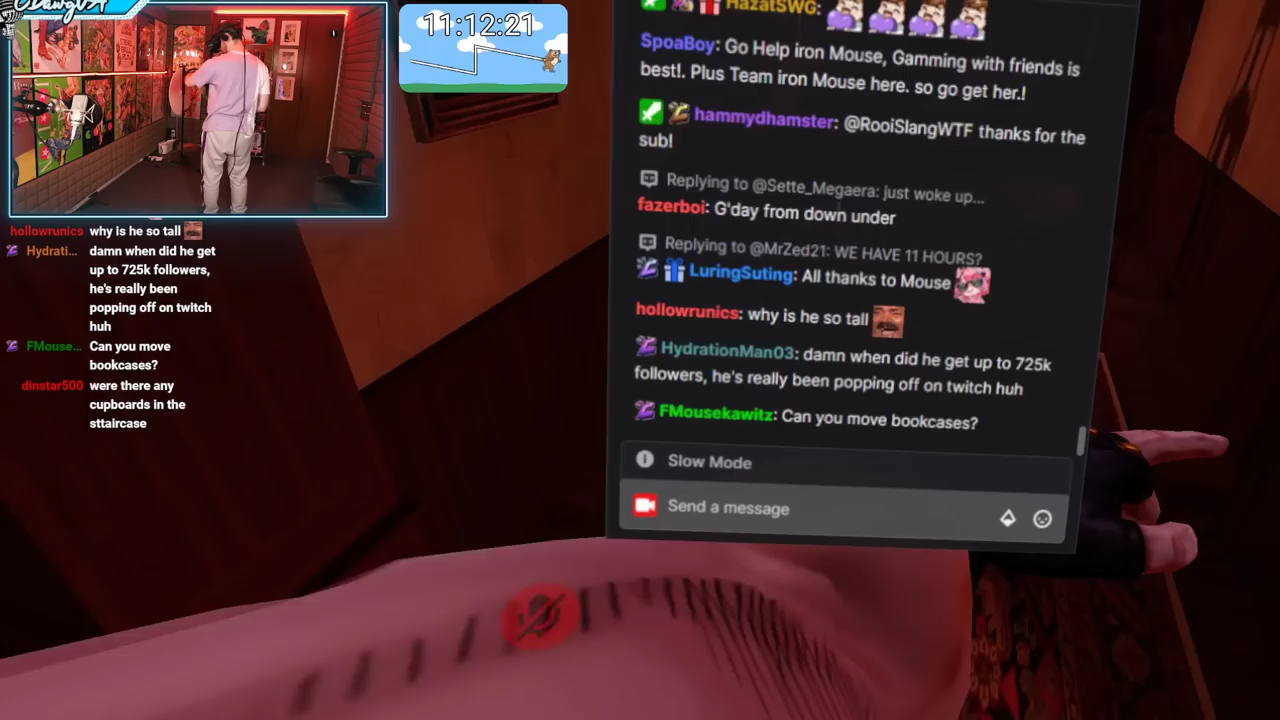 CDawgVA
11:12:21
hollowrunics why is he so tall
Hydrati... damn when did he get
up to 725k followers,
he's really been
popping off on twitch
huh
FMouse... Can you move
bookcases?
dinstar500 were there any
cupboards in the
sttaircase
HazatSWG:
SpoaBoy: Go Help iron Mouse, Gamming with friends is
best!. Plus Team iron Mouse here. so go get her.!
hammydhamster: @RooiSlangWTF thanks for the
sub!
Replying to @Sette_Megaera: just woke up...
fazerboi: G'day from down under
Replying to @MrZed21: WE HAVE 11 HOURS?
LuringSuting: All thanks to Mouse
hollowrunics: why is he so tall
HydrationMan03: damn when did he get up to 725k
followers, he's really been popping off on twitch huh
FMousekawitz: Can you move bookcases?
Slow Mode
Send a message